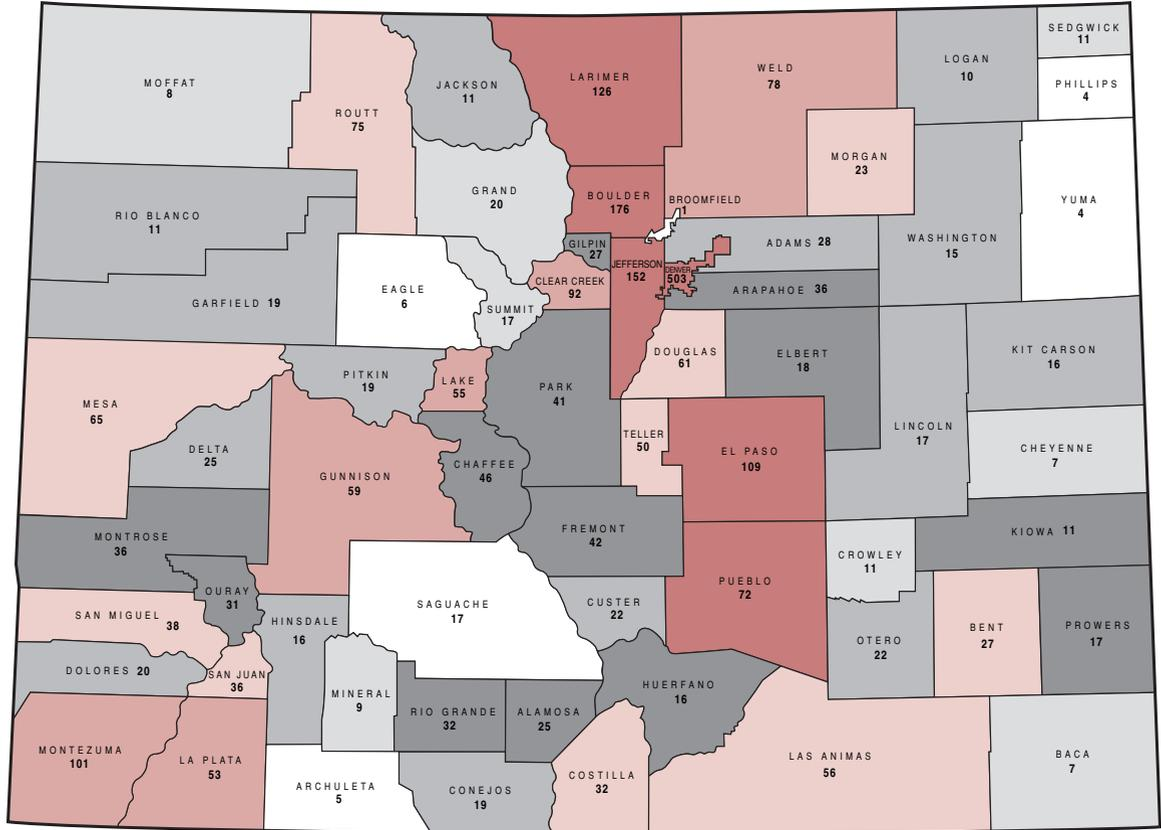 MOFFAT
8
ROUTT
75
JACKSON
11
LARIMER
126
WELD
78
LOGAN
10
SEDGWICK
11
PHILLIPS
4
MORGAN
23
YUMA
4
RIO BLANCO
11
GRAND
20
BOULDER
176
BROOMFIELD
1
WASHINGTON
15
GARFIELD 19
EAGLE
6
SUMMIT
17
GILPIN
27
CLEAR CREEK
92
JEFFERSON
152
DENVER
503
ADAMS 28
ARAPAHOE 36
MESA
65
PITKIN
19
LAKE
55
PARK
41
DOUGLAS
61
ELBERT
18
KIT CARSON
16
DELTA
25
GUNNISON
59
CHAFFEE
46
TELLER
50
EL PASO
109
LINCOLN
17
CHEYENNE
7
MONTROSE
36
FREMONT
42
CROWLEY
11
KIOWA 11
OURAY
31
SAN MIGUEL 38
HINSDALE
16
SAGUACHE
17
CUSTER
22
PUEBLO
72
OTERO
22
BENT
27
PROWERS
17
DOLORES 20
SAN JUAN
36
MINERAL
9
RIO GRANDE
32
ALAMOSA
25
HUERFANO
16
MONTEZUMA
101
LA PLATA
53
ARCHULETA
5
CONEJOS
19
COSTILLA
32
LAS ANIMAS
56
BACA
7